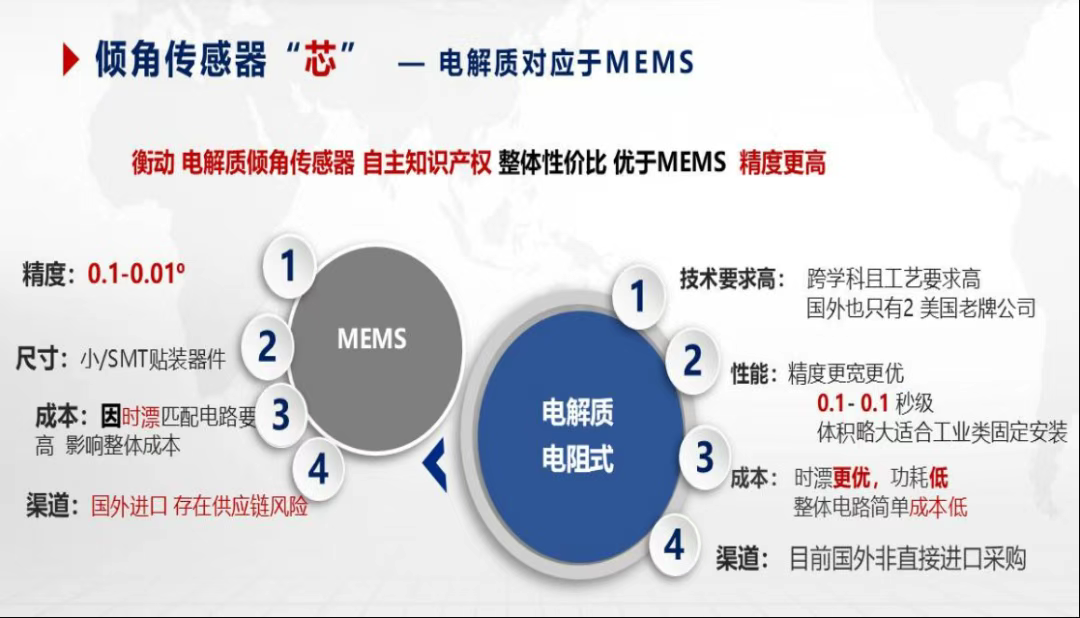 倾角传感器“芯” — 电解质对应于MEMS
衡动 电解质倾角传感器 自主知识产权 整体性价比 优于MEMS 精度更高
精度：0.1-0.01º
尺寸：小/SMT贴装器件
成本：因时漂匹配电路要
高 影响整体成本
渠道：国外进口 存在供应链风险
1
2
3
4
MEMS
电解质
电阻式
1
2
3
4
技术要求高： 跨学科且工艺要求高
国外也只有2 美国老牌公司
性能：精度更宽更优
0.1- 0.1 秒级
体积略大适合工业类固定安装
成本： 时漂更优，功耗低
整体电路简单成本低
渠道： 目前国外非直接进口采购